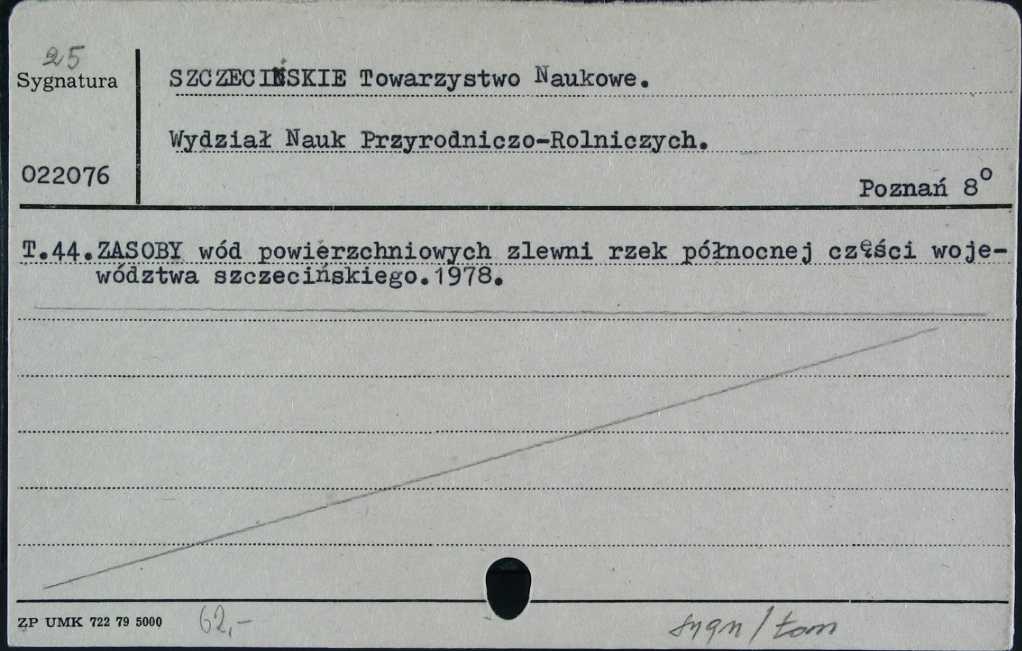 25
Sygnatura
SZCZECIŃSKIE Towarzystwo Naukowe.
Wydział Nauk Przyrodniczo-Rolniczych.
022076
Poznań 8⁰
T.44.ZASOBY wód powierzchniowych zlewni rzek północnej części woje-
wództwa szczecińskiego.1978.
ZP UMK 722 79 5000
62,-
sygn/tom